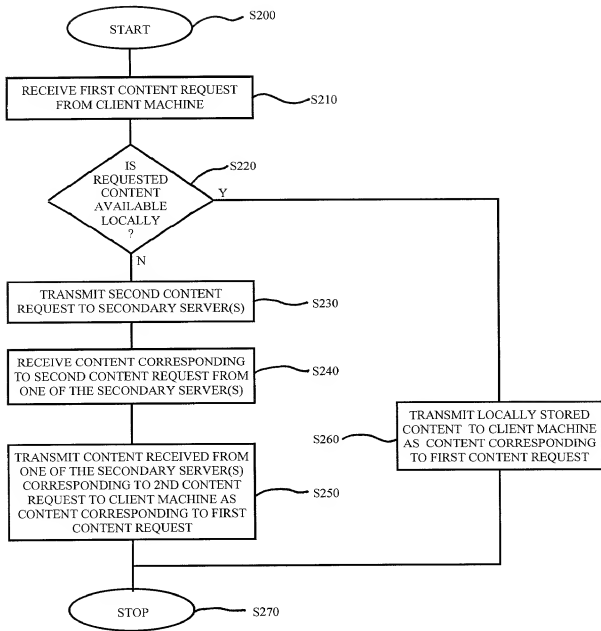 START
S200
RECEIVE FIRST CONTENT REQUEST
FROM CLIENT MACHINE
S210
IS
REQUESTED
CONTENT
AVAILABLE
LOCALLY
?
S220
Y
N
TRANSMIT SECOND CONTENT
REQUEST TO SECONDARY SERVER(S)
S230
RECEIVE CONTENT CORRESPONDING
TO SECOND CONTENT REQUEST FROM
ONE OF THE SECONDARY SERVER(S)
S240
TRANSMIT CONTENT RECEIVED FROM
ONE OF THE SECONDARY SERVER(S)
CORRESPONDING TO 2ND CONTENT
REQUEST TO CLIENT MACHINE AS
CONTENT CORRESPONDING TO FIRST
CONTENT REQUEST
S250
S260
TRANSMIT LOCALLY STORED
CONTENT TO CLIENT MACHINE
AS CONTENT CORRESPONDING
TO FIRST CONTENT REQUEST
STOP
S270